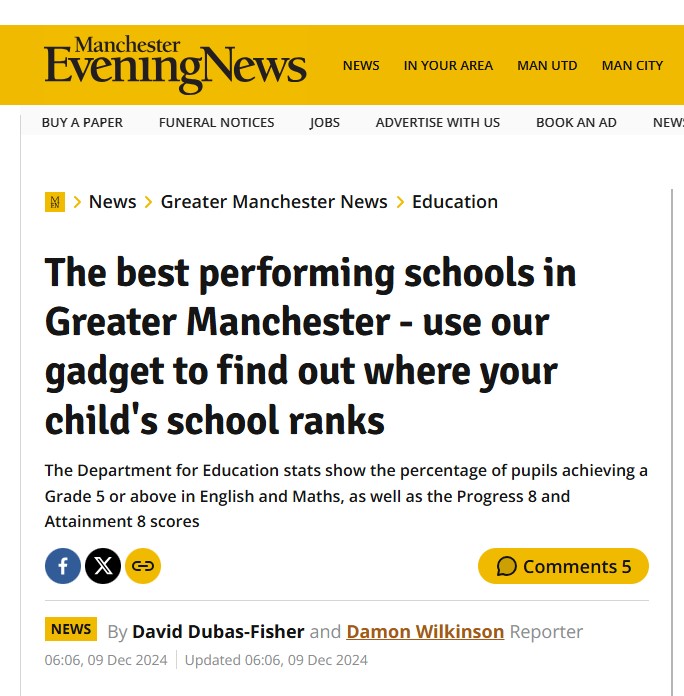 Manchester
EveningNews
NEWS IN YOUR AREA MAN UTD MAN CITY
BUY A PAPER FUNERAL NOTICES JOBS ADVERTISE WITH US BOOK AN AD NEWS
MEN > News > Greater Manchester News > Education
The best performing schools in
Greater Manchester - use our
gadget to find out where your
child's school ranks
The Department for Education stats show the percentage of pupils achieving a
Grade 5 or above in English and Maths, as well as the Progress 8 and
Attainment 8 scores
Comments 5
NEWS By David Dubas-Fisher and Damon Wilkinson Reporter
06:06, 09 Dec 2024 Updated 06:06, 09 Dec 2024